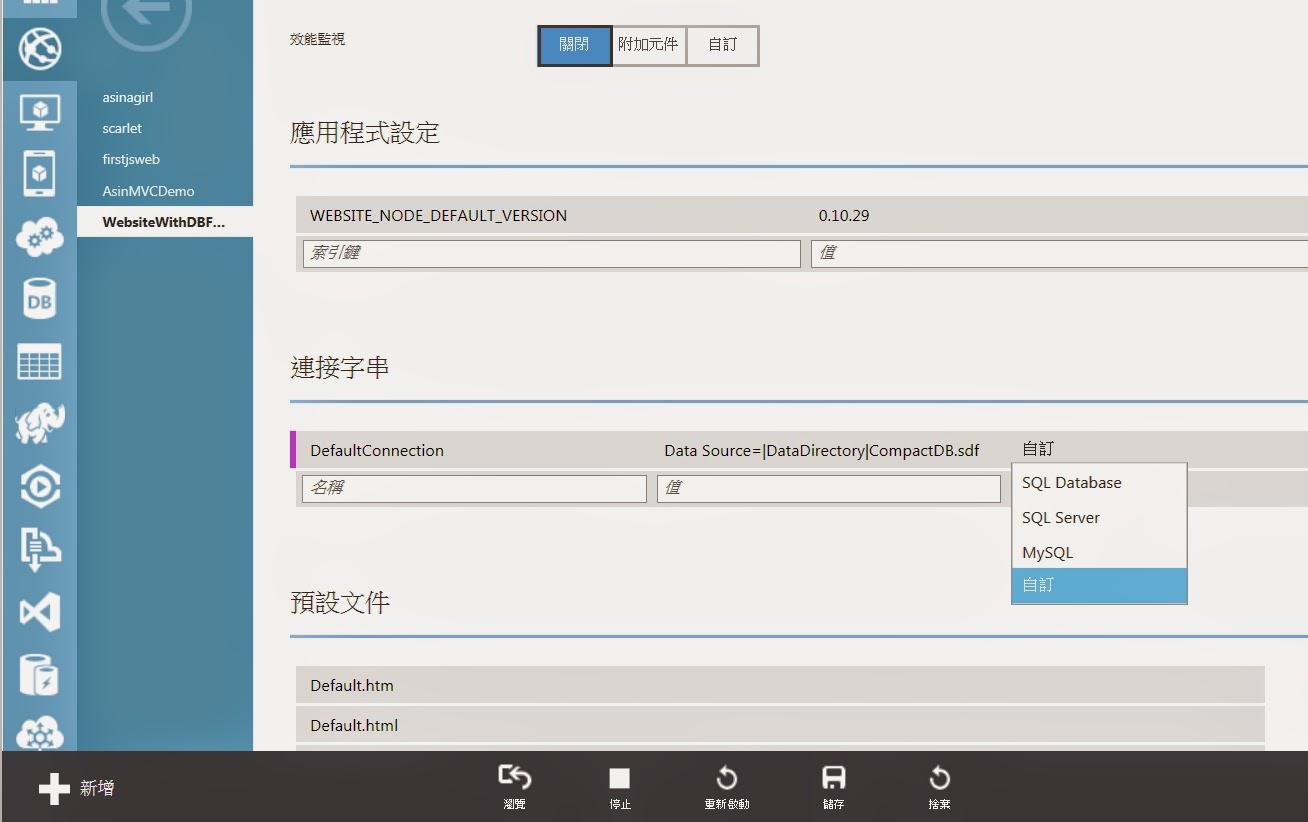 效能監視
關閉 附加元件 自訂
asinagirl
scarlet
firstjsweb
AsinMVCDemo
WebsiteWithDBF...
應用程式設定
WEBSITE_NODE_DEFAULT_VERSION 0.10.29
索引鍵 值
連接字串
DefaultConnection Data Source=|DataDirectory|CompactDB.sdf 自訂
名稱 值
SQL Database
SQL Server
MySQL
自訂
預設文件
Default.htm
Default.html
DB
新增
瀏覽 停止 重新啟動 儲存 捨棄